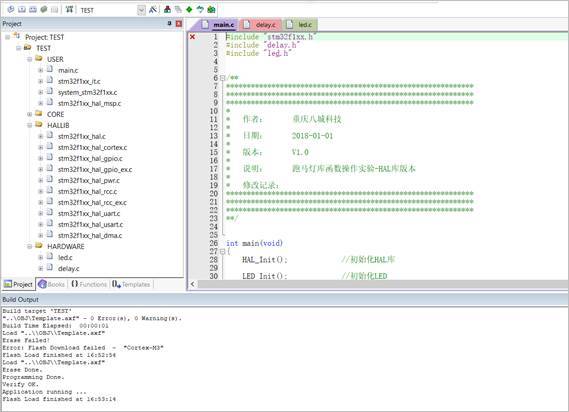 TEST
Project
Project: TEST
TEST
USER
main.c
stm32f1xx_it.c
system_stm32f1xx.c
stm32f1xx_hal_msp.c
CORE
HALLIB
stm32f1xx_hal.c
stm32f1xx_hal_cortex.c
stm32f1xx_hal_gpio.c
stm32f1xx_hal_gpio_ex.c
stm32f1xx_hal_pwr.c
stm32f1xx_hal_rcc.c
stm32f1xx_hal_rcc_ex.c
stm32f1xx_hal_uart.c
stm32f1xx_hal_usart.c
stm32f1xx_hal_dma.c
HARDWARE
led.c
delay.c
Project Books {} Functions Templates
main.c delay.c led.c
1 #include "stm32f1xx.h"
2 #include "delay.h"
3 #include "led.h"
4
5
6 /**
7 *******************************************************
8 *******************************************************
9 *******************************************************
10 *
11 * 作者: 重庆八城科技
12 *
13 * 日期: 2018-01-01
14 *
15 * 版本: V1.0
16 *
17 * 说明: 跑马灯库函数操作实验-HAL库版本
18 *
19 * 修改记录:
20 *******************************************************
21 *******************************************************
22 *******************************************************
23 **/
24
25
26 int main(void)
27 {
28 HAL_Init(); //初始化HAL库
29
30 LED_Init(); //初始化LED
Build Output
Build target 'TEST'
"..\OBJ\Template.axf" - 0 Error(s), 0 Warning(s).
Build Time Elapsed: 00:00:01
Load "..\\OBJ\\Template.axf"
Erase Failed!
Error: Flash Download failed - "Cortex-M3"
Flash Load finished at 16:52:54
Load "..\\OBJ\\Template.axf"
Erase Done.
Programming Done.
Verify OK.
Application running ...
Flash Load finished at 16:53:14